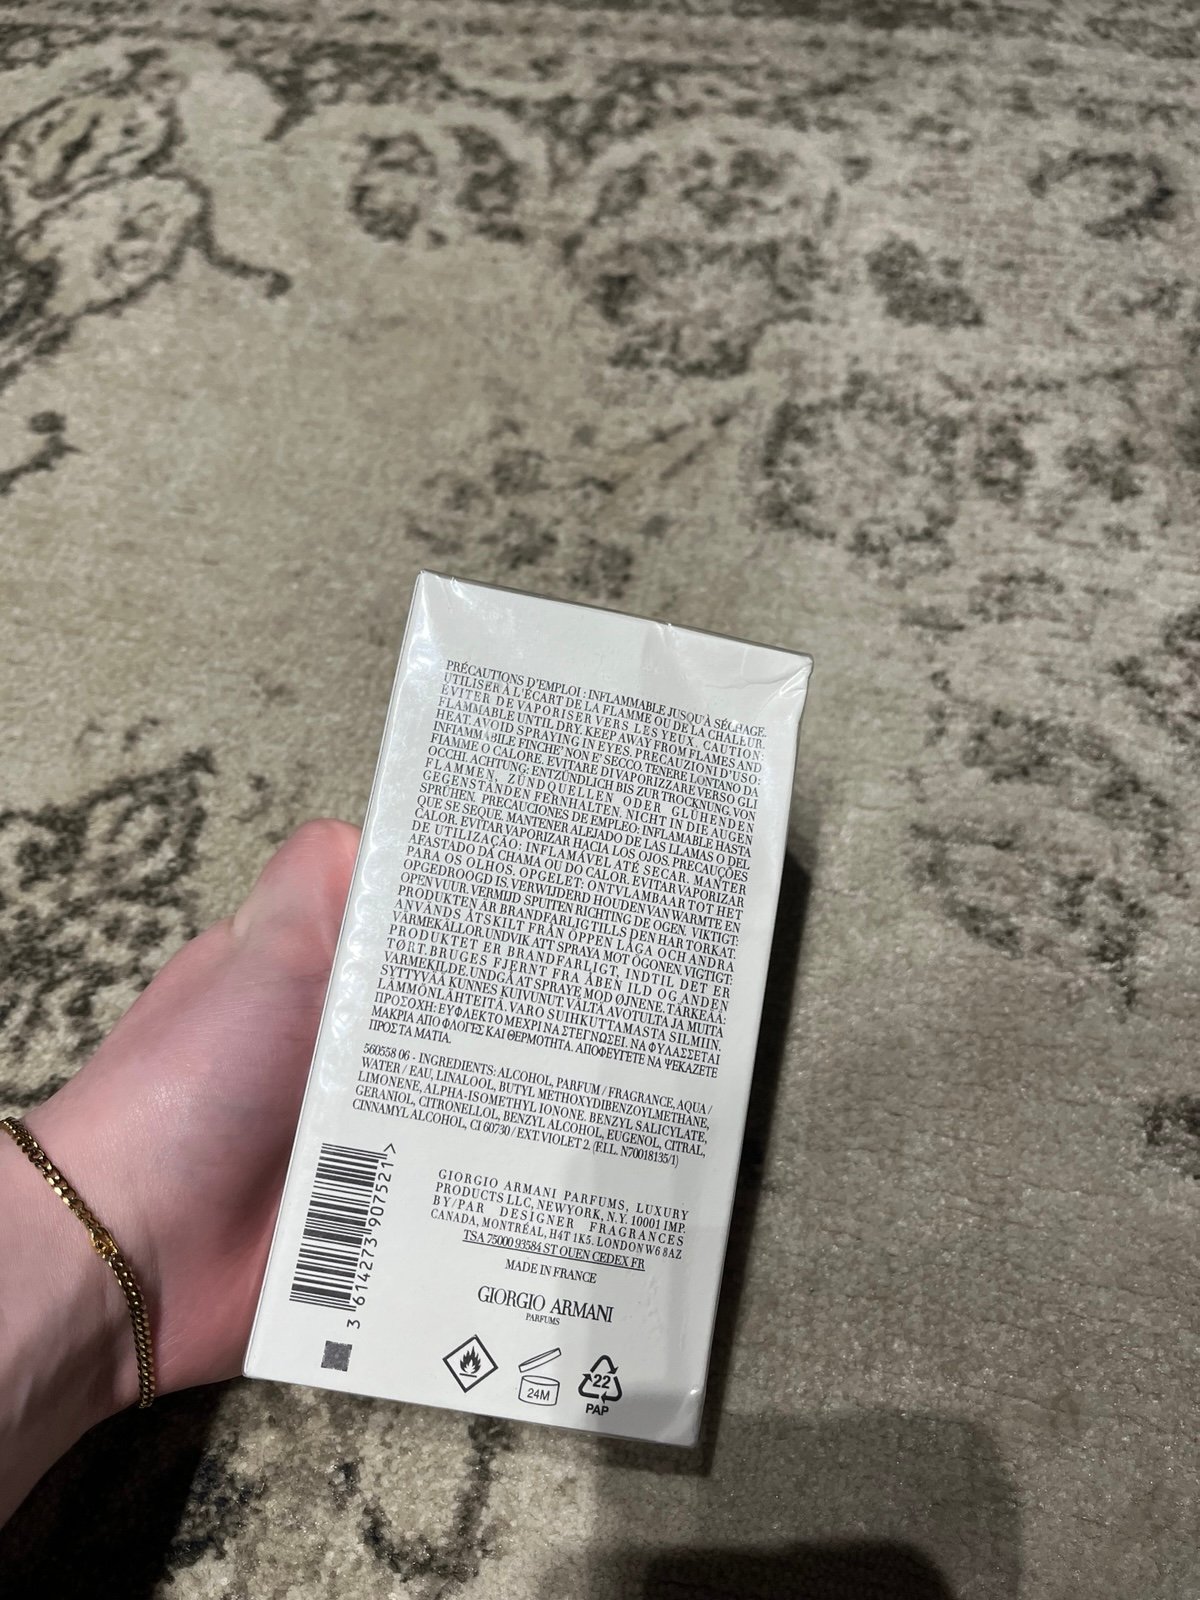 PRÉCAUTIONS D'EMPLOI : INFLAMMABLE JUSQU'À SÉCHAGE.
UTILISER À L'ÉCART DE LA FLAMME OU DE LA CHALEUR.
ÉVITER DE VAPORISER VERS LES YEUX. CAUTION:
FLAMMABLE UNTIL DRY. KEEP AWAY FROM FLAMES AND
HEAT. AVOID SPRAYING IN EYES. PRECAUZIONI D'USO:
INFIAMMABILE FINCHE' NON E' SECCO. TENERE LONTANO DA
FIAMME O CALORE. EVITARE DI VAPORIZZARE VERSO GLI
OCCHI. ACHTUNG: ENTZÜNDLICH BIS ZUR TROCKNUNG. VON
FLAMMEN, ZÜNDQUELLEN ODER GLÜHENDEN
GEGENSTÄNDEN FERNHALTEN. NICHT IN DIE AUGEN
SPRÜHEN. PRECAUCIONES DE EMPLEO: INFLAMABLE HASTA
QUE SE SEQUE. MANTENER ALEJADO DE LAS LLAMAS O DEL
CALOR. EVITAR VAPORIZAR HACIA LOS OJOS. PRECAUÇÕES
DE UTILIZAÇÃO: INFLAMÁVEL ATÉ SECAR. MANTER
AFASTADO DA CHAMA OU DO CALOR. EVITAR VAPORIZAR
PARA OS OLHOS. OPGELET: ONTVLAMBAAR TOT HET
OPGEDROOGD IS. VERWIJDERD HOUDEN VAN WARMTE EN
OPEN VUUR. VERMIJD SPUITEN RICHTING DE OGEN. VIKTIGT:
PRODUKTEN ÄR BRANDFARLIG TILLS DEN HAR TORKAT.
ANVÄNDS ÅTSKILT FRÅN ÖPPEN LÅGA OCH ANDRA
VÄRMEKÄLLOR. UNDVIK ATT SPRAYA MOT ÖGONEN. VIGTIGT:
PRODUKTET ER BRANDFARLIGT, INDTIL DET ER
TØRT. BRUGES FJERNT FRA ÅBEN ILD OG ANDEN
VARMEKILDE. UNDGÅ AT SPRAYE MOD ØJNENE. TÄRKEÄÄ:
SYTTYVÄÄ KUNNES KUIVUNUT. VÄLTÄ AVOTULTA JA MUITA
LÄMMÖNLÄHTEITÄ. VARO SUIHKUTTAMASTA SILMIIN.
ΠΡΟΣΟΧΗ: ΕΥΦΛΕΚΤΟ ΜΕΧΡΙ ΝΑ ΣΤΕΓΝΩΣΕΙ. ΝΑ ΦΥΛΑΣΣΕΤΑΙ
ΜΑΚΡΙΑ ΑΠΟ ΦΛΟΓΕΣ ΚΑΙ ΘΕΡΜΟΤΗΤΑ. ΑΠΟΦΕΥΓΕΤΕ ΝΑ ΨΕΚΑΖΕΤΕ
ΠΡΟΣ ΤΑ ΜΑΤΙΑ.
560558 06 - INGREDIENTS: ALCOHOL, PARFUM / FRAGRANCE, AQUA /
WATER / EAU, LINALOOL, BUTYL METHOXYDIBENZOYLMETHANE,
LIMONENE, ALPHA-ISOMETHYL IONONE. BENZYL SALICYLATE,
GERANIOL, CITRONELLOL, BENZYL ALCOHOL, EUGENOL, CITRAL,
CINNAMYL ALCOHOL, CI 60730 / EXT. VIOLET 2. (F.I.L. N70018135/1)
3 614273 907521 >
GIORGIO ARMANI PARFUMS, LUXURY
PRODUCTS LLC, NEW YORK, N.Y. 10001 IMP.
BY/PAR DESIGNER FRAGRANCES
CANADA, MONTRÉAL, H4T 1K5. LONDON W6 8AZ
TSA 75000 93584 ST OUEN CEDEX FR
MADE IN FRANCE
GIORGIO ARMANI
PARFUMS
24M
22
PAP